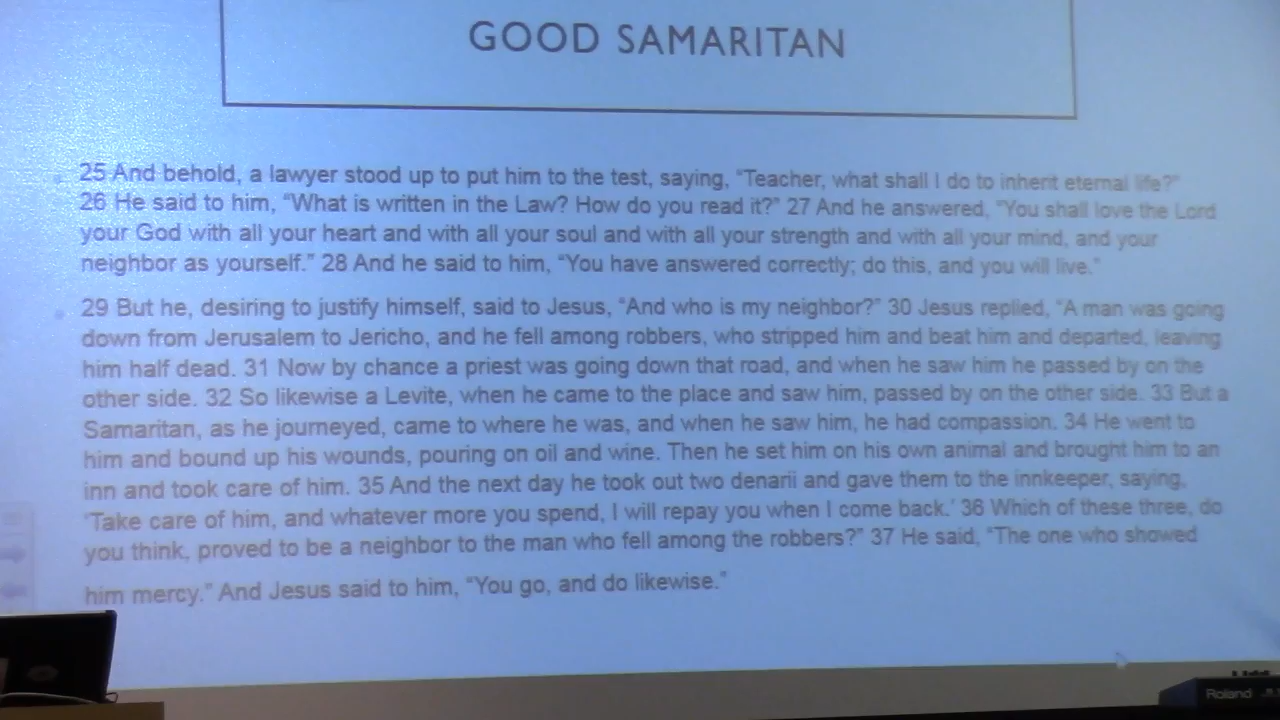 GOOD SAMARITAN
25 And behold, a lawyer stood up to put him to the test, saying, “Teacher, what shall I do to inherit eternal life?”
26 He said to him, “What is written in the Law? How do you read it?” 27 And he answered, “You shall love the Lord
your God with all your heart and with all your soul and with all your strength and with all your mind, and your
neighbor as yourself.” 28 And he said to him, “You have answered correctly; do this, and you will live.”
29 But he, desiring to justify himself, said to Jesus, “And who is my neighbor?” 30 Jesus replied, “A man was going
down from Jerusalem to Jericho, and he fell among robbers, who stripped him and beat him and departed, leaving
him half dead. 31 Now by chance a priest was going down that road, and when he saw him he passed by on the
other side. 32 So likewise a Levite, when he came to the place and saw him, passed by on the other side. 33 But a
Samaritan, as he journeyed, came to where he was, and when he saw him, he had compassion. 34 He went to
him and bound up his wounds, pouring on oil and wine. Then he set him on his own animal and brought him to an
inn and took care of him. 35 And the next day he took out two denarii and gave them to the innkeeper, saying,
‘Take care of him, and whatever more you spend, I will repay you when I come back.’ 36 Which of these three, do
you think, proved to be a neighbor to the man who fell among the robbers?” 37 He said, “The one who showed
him mercy.” And Jesus said to him, “You go, and do likewise.”
Roland